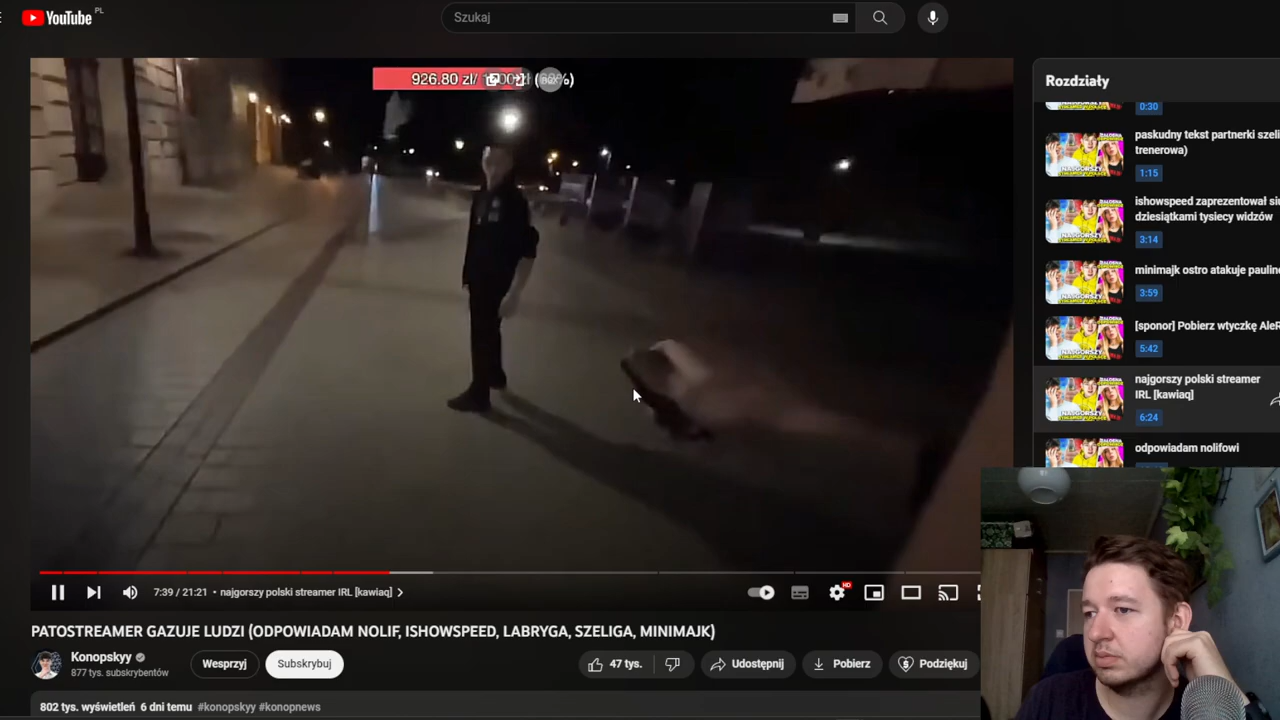 YouTube PL
Szukaj
926.80 zl/
Rozdziały
0:30
paskudny tekst partnerki szeli
trenerowa)
1:15
ishowspeed zaprezentował się
dziesiątkami tysiecy widzów
3:14
minimajk ostro atakuje pauline
3:59
[sponor] Pobierz wtyczkę AleR
5:42
najgorszy polski streamer
IRL [kawiaq]
6:24
odpowiadam nolifowi
HD
7:39 / 21:21 • najgorszy polski streamer IRL [kawiaq]
PATOSTREAMER GAZUJE LUDZI (ODPOWIADAM NOLIF, ISHOWSPEED, LABRYGA, SZELIGA, MINIMAJK)
Konopskyy
877 tys. subskrybentów
Wesprzyj
Subskrybuj
47 tys.
Udostępnij
Pobierz
Podziękuj
802 tys. wyświetleń 6 dni temu #konopskyy #konopnews